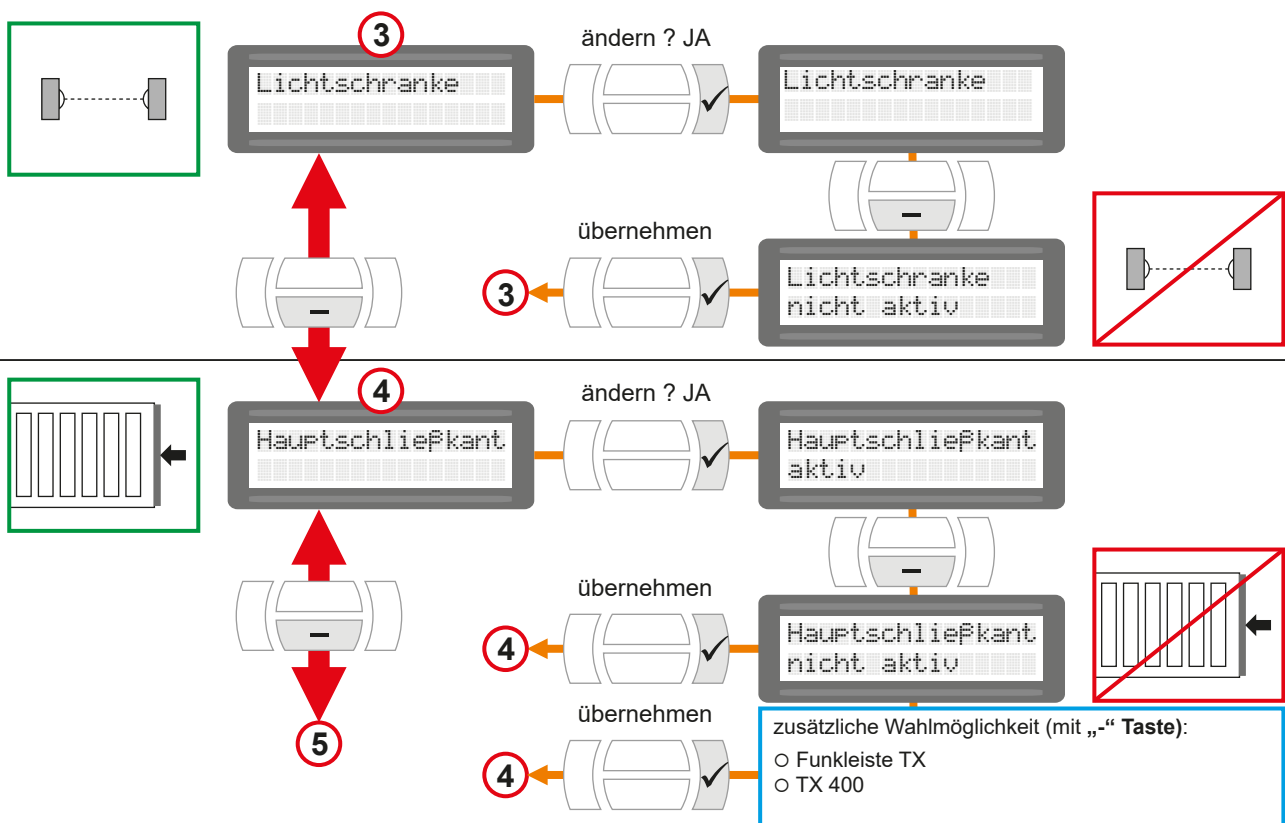 3
ändern ? JA
Lichtschranke
Lichtschranke
-
übernehmen
3
Lichtschranke
nicht aktiv
-
4
ändern ? JA
Hauptschließkant
Hauptschließkant
aktiv
-
übernehmen
4
Hauptschließkant
nicht aktiv
-
5
übernehmen
4
zusätzliche Wahlmöglichkeit (mit „-“ Taste):
○ Funkleiste TX
○ TX 400